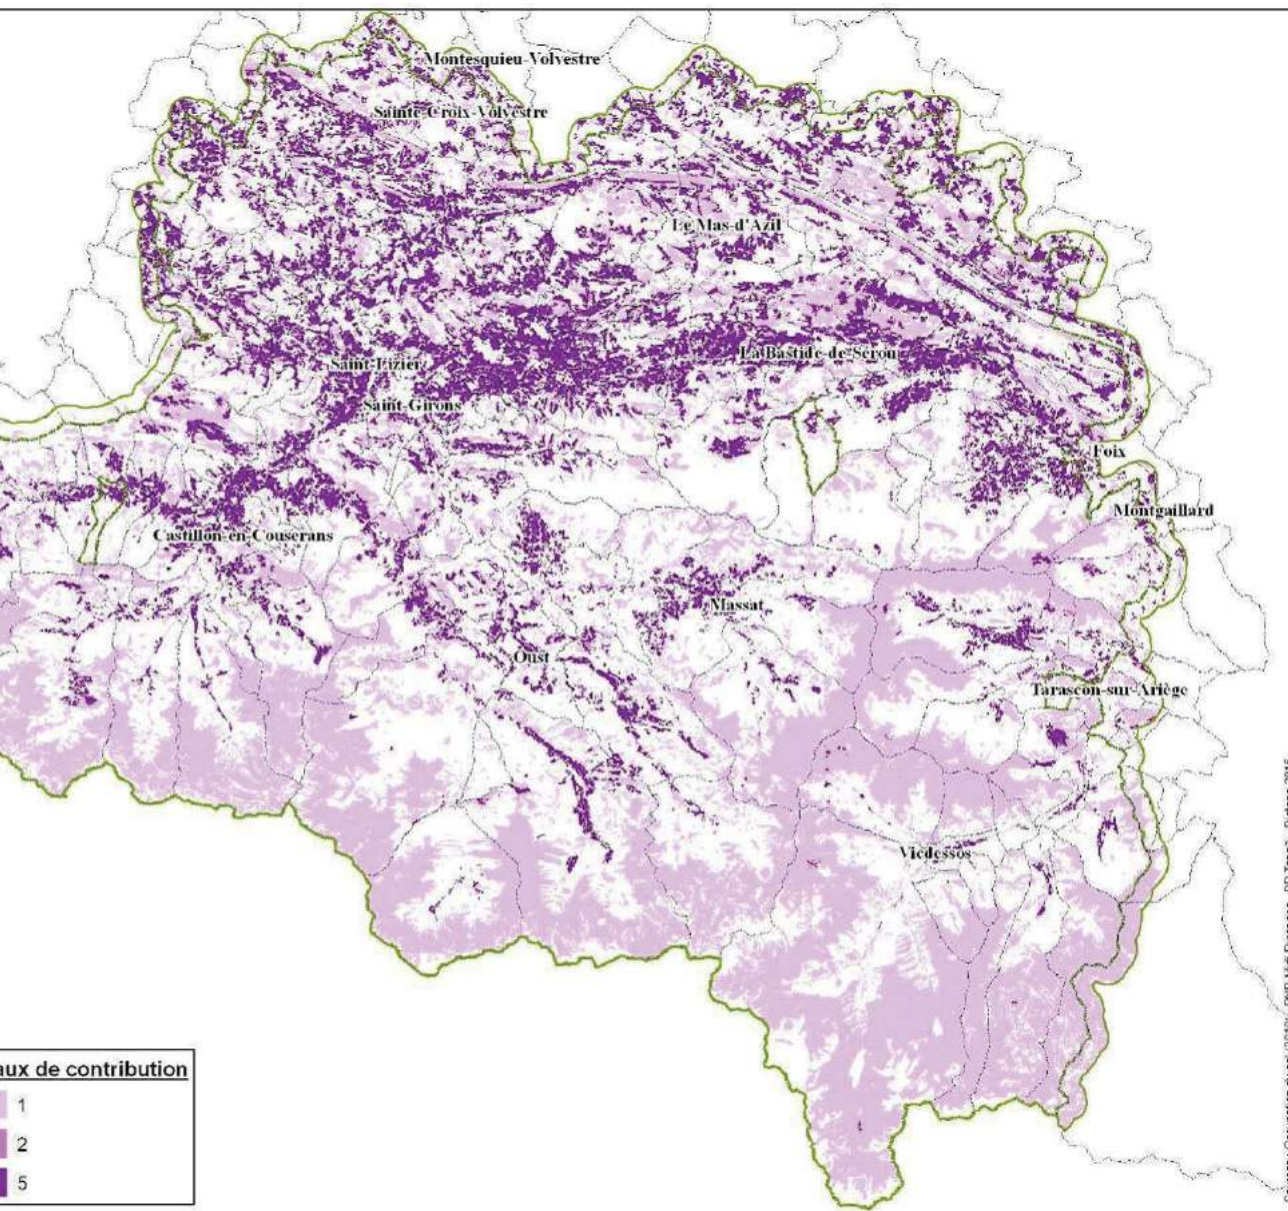 Montesquieu-Volvestre
Sainte-Croix-Volvestre
Le Mas-d'Azil
La Bastide-de-Sérou
Saint-Lizier
Saint-Girons
Foix
Montgaillard
Castillon-en-Couserans
Massat
Oust
Tarascon-sur-Ariège
Vicdessos
aux de contribution
1
2
5